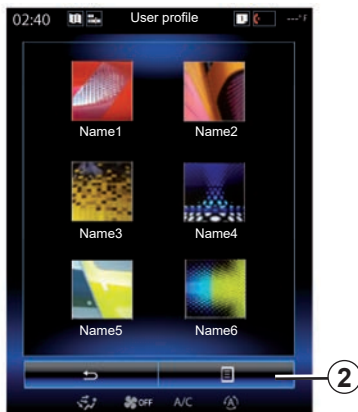 02:40 User profile ---°F
Name1 Name2
Name3 Name4
Name5 Name6
OFF A/C
2